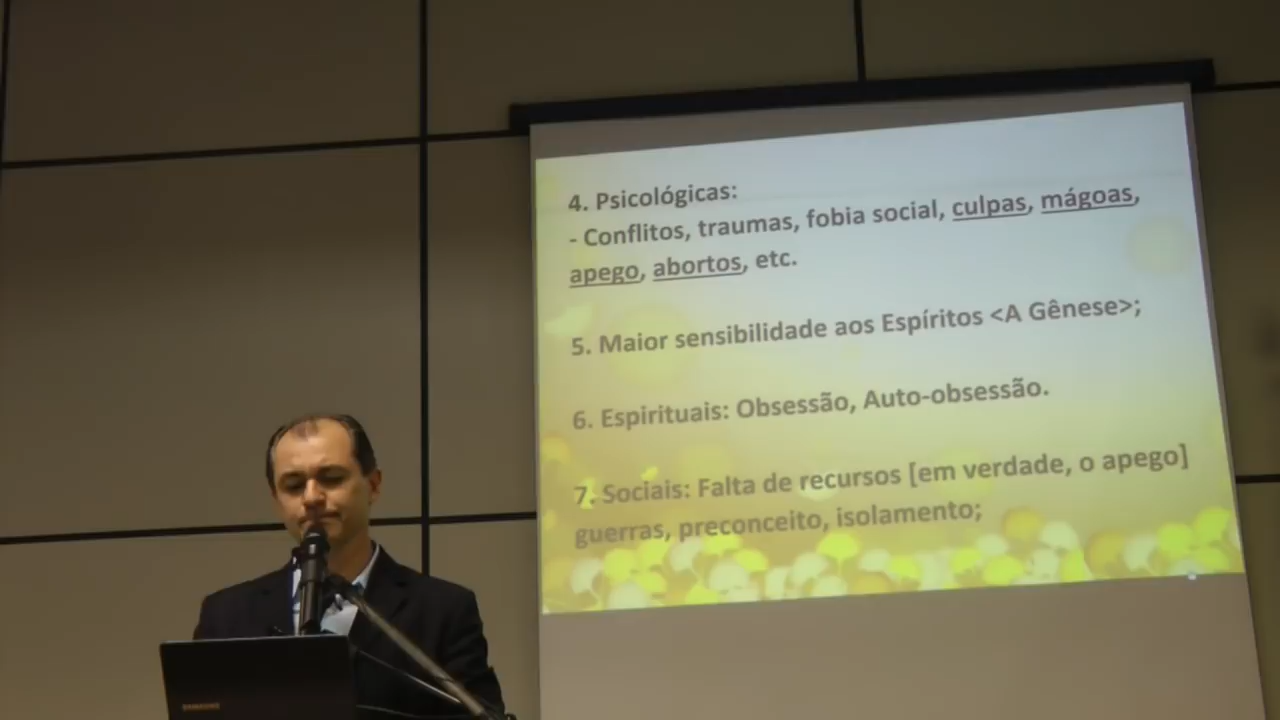 4. Psicológicas:
- Conflitos, traumas, fobia social, culpas, mágoas,
apego, abortos, etc.
5. Maior sensibilidade aos Espíritos <A Gênese>;
6. Espirituais: Obsessão, Auto-obsessão.
7. Sociais: Falta de recursos [em verdade, o apego]
guerras, preconceito, isolamento;
SAMSUNG